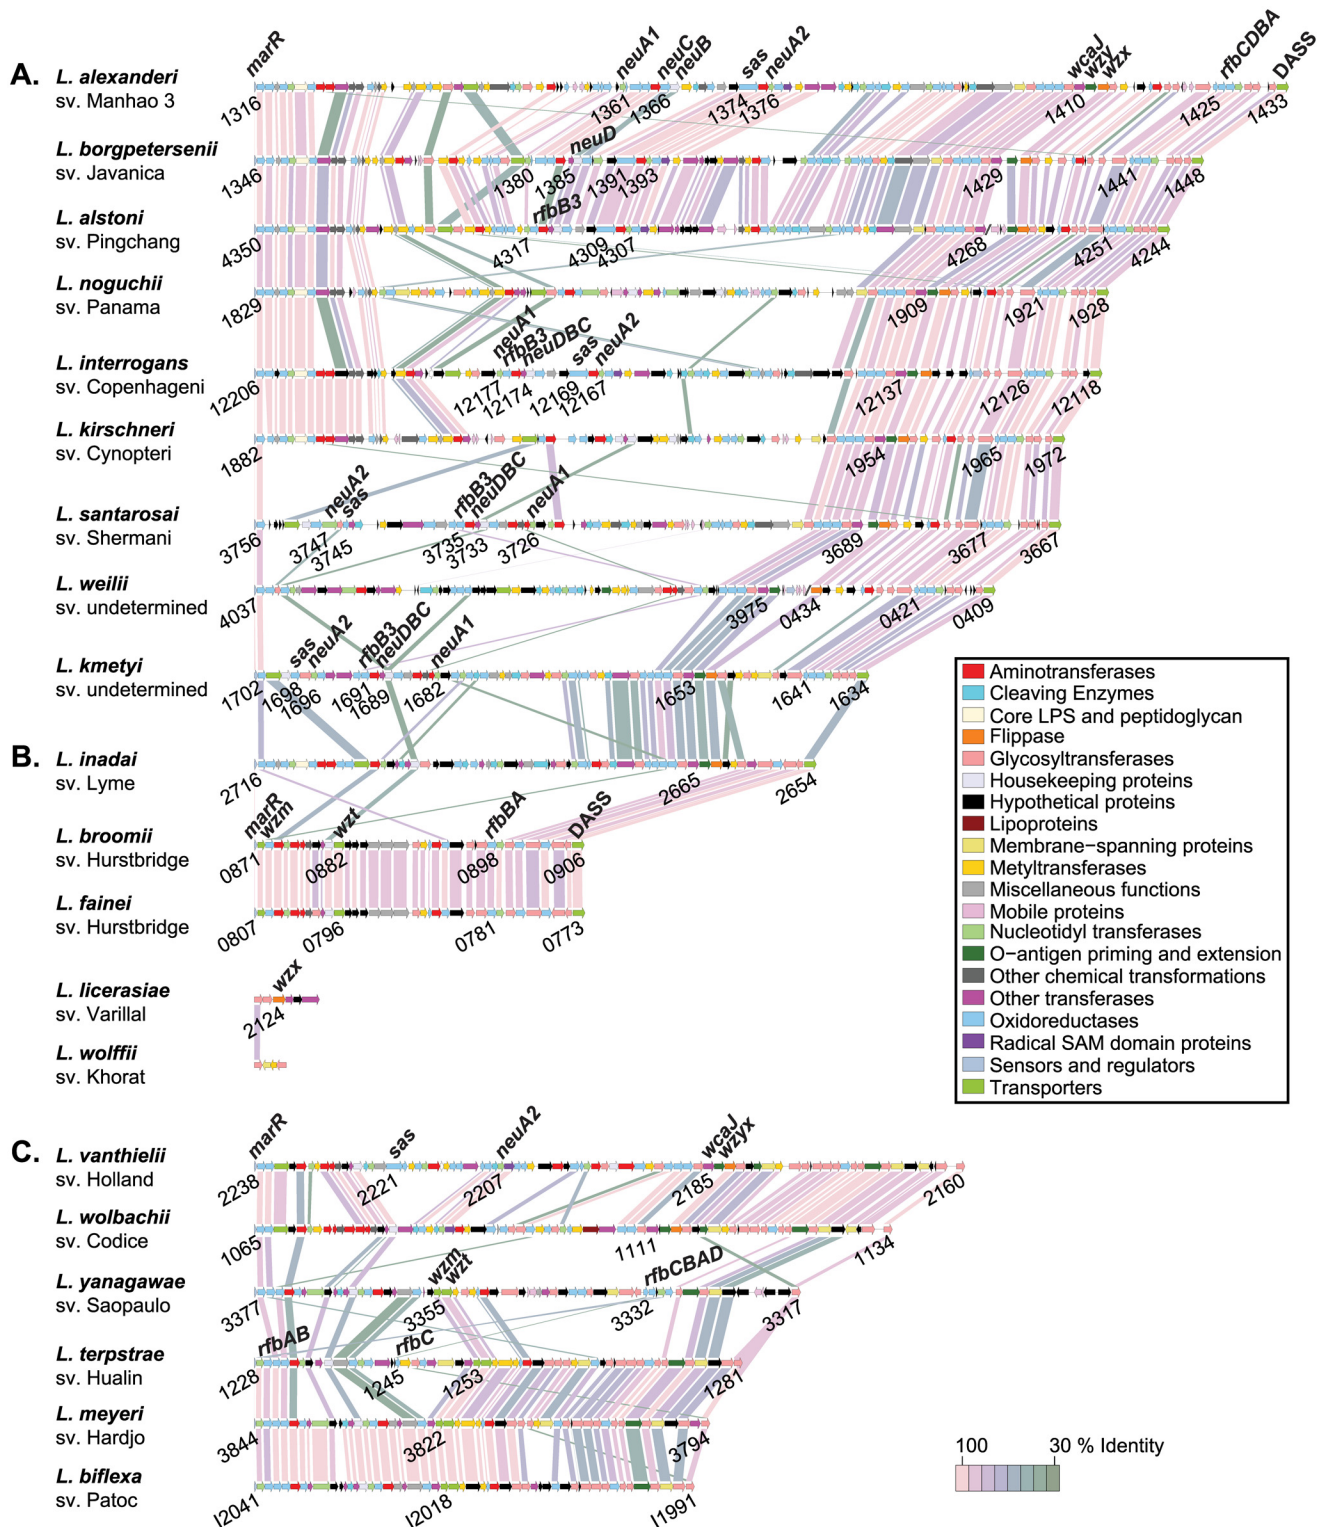 A.
marR neuA1 neuC neuB sas neuA2 wcaJ wzy wzx rfbCDBA DASS
L. alexanderi
sv. Manhao 3
1316 1361 1366 1374 1376 1410 1425 1433
neuD
L. borgpetersenii
sv. Javanica
1346 1380 1385 1391 1393 1429 1441 1448
rfbB3
L. alstoni
sv. Pingchang
4350 4317 4309 4307 4268 / 4251 4244
L. noguchii
sv. Panama
1829 1909 1921 1928
neuA1 rfbB3 neuDBC sas neuA2
L. interrogans
sv. Copenhageni
12206 12177 12174 12169 12167 12137 12126 12118
L. kirschneri
sv. Cynopteri
1882 1954 1965 1972
neuA2 sas rfbB3 neuDBC neuA1
L. santarosai
sv. Shermani
3756 3747 3745 3735 3733 3726 3689 3677 3667
L. weilii
sv. undetermined
4037 3975 / 0434 0421 0409
sas neuA2 rfbB3 neuDBC neuA1
L. kmetyi
sv. undetermined
1702 1698 1696 1691 1689 1682 1653 1641 1634
B.
L. inadai
sv. Lyme
2716 2665 2654
marR wzm wzt rfbBA DASS
L. broomii
sv. Hurstbridge
0871 0882 0898 0906
L. fainei
sv. Hurstbridge
0807 0796 0781 0773
wzx
L. licerasiae
sv. Varillal
2124
L. wolffii
sv. Khorat
Aminotransferases
Cleaving Enzymes
Core LPS and peptidoglycan
Flippase
Glycosyltransferases
Housekeeping proteins
Hypothetical proteins
Lipoproteins
Membrane−spanning proteins
Metyltransferases
Miscellaneous functions
Mobile proteins
Nucleotidyl transferases
O−antigen priming and extension
Other chemical transformations
Other transferases
Oxidoreductases
Radical SAM domain proteins
Sensors and regulators
Transporters
C.
marR sas neuA2 wcaJ wzyx
L. vanthielii
sv. Holland
2238 2221 2207 2185 2160
L. wolbachii
sv. Codice
1065 1111 1134
wzm wzt rfbCBAD
L. yanagawae
sv. Saopaulo
3377 3355 3332 3317
rfbAB rfbC
L. terpstrae
sv. Hualin
1228 1245 1253 1281
L. meyeri
sv. Hardjo
3844 3822 3794
L. biflexa
sv. Patoc
I2041 I2018 I1991
100 30 % Identity